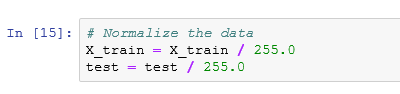 In [15]: # Normalize the data
X_train = X_train / 255.0
test = test / 255.0